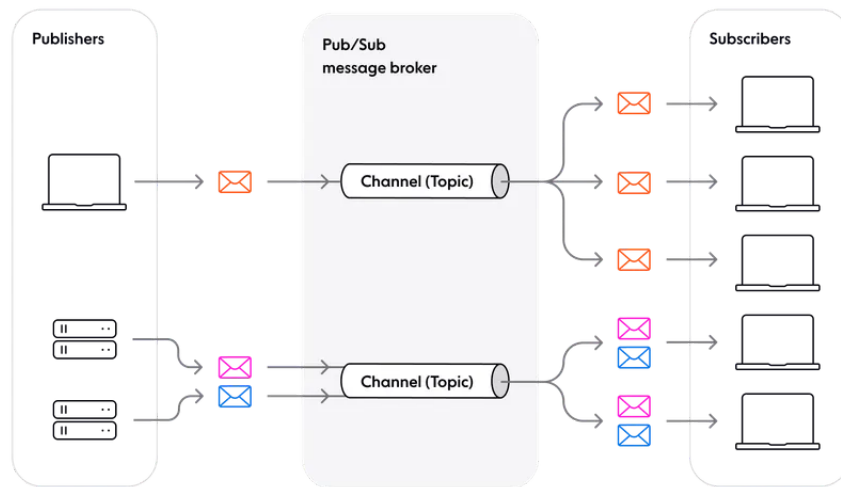 Publishers
Pub/Sub
message broker
Subscribers
Channel (Topic)
Channel (Topic)